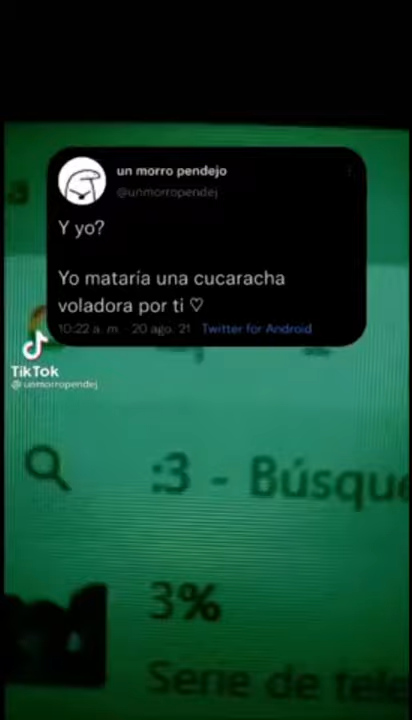 un morro pendejo
@unmorropendej
Y yo?
Yo mataría una cucaracha
voladora por ti ♡
10:22 a. m. · 20 ago. 21 Twitter for Android
TikTok
@unmorropendej
:3 - Búsque
3%
Serie de tele